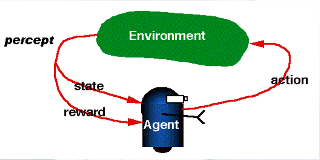 Environment
percept
action
state
reward
Agent